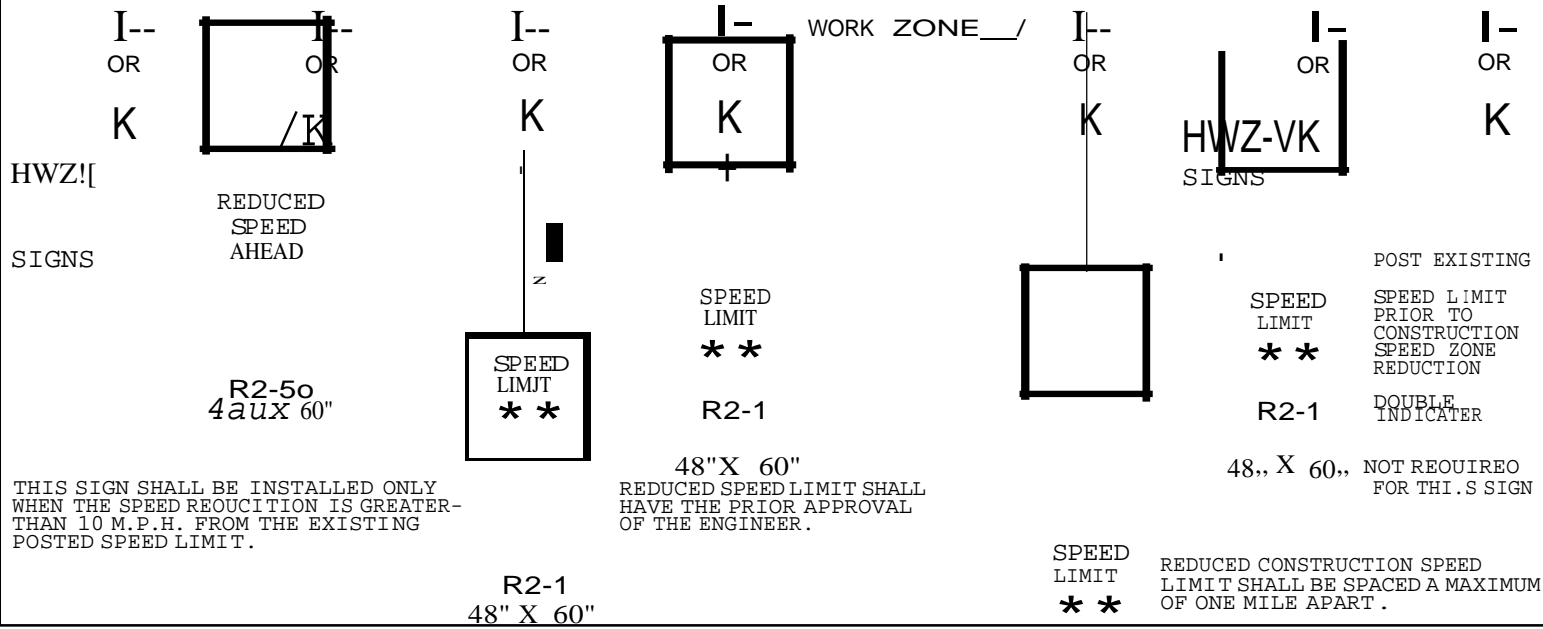 I-- I-- I-- I- WORK ZONE__/ I-- I- I-
OR OR OR OR OR OR OR
K /K K K K HWZ-VK K
HWZ![
SIGNS
SIGNS
REDUCED
SPEED
AHEAD
R2-5o
4aux 60"
THIS SIGN SHALL BE INSTALLED ONLY
WHEN THE SPEED REOUCITION IS GREATER-
THAN 10 M.P.H. FROM THE EXISTING
POSTED SPEED LIMIT.
N
SPEED
LIMJT
**
R2-1
48" X 60"
SPEED
LIMIT
**
R2-1
48"X 60"
REDUCED SPEED LIMIT SHALL
HAVE THE PRIOR APPROVAL
OF THE ENGINEER.
SPEED
LIMIT
**
REDUCED CONSTRUCTION SPEED
LIMIT SHALL BE SPACED A MAXIMUM
OF ONE MILE APART.
SPEED
LIMIT
**
R2-1
48,, X 60,,
POST EXISTING
SPEED LIMIT
PRIOR TO
CONSTRUCTION
SPEED ZONE
REDUCTION
DOUBLE
INDICATER
NOT REOUIREO
FOR THI.S SIGN